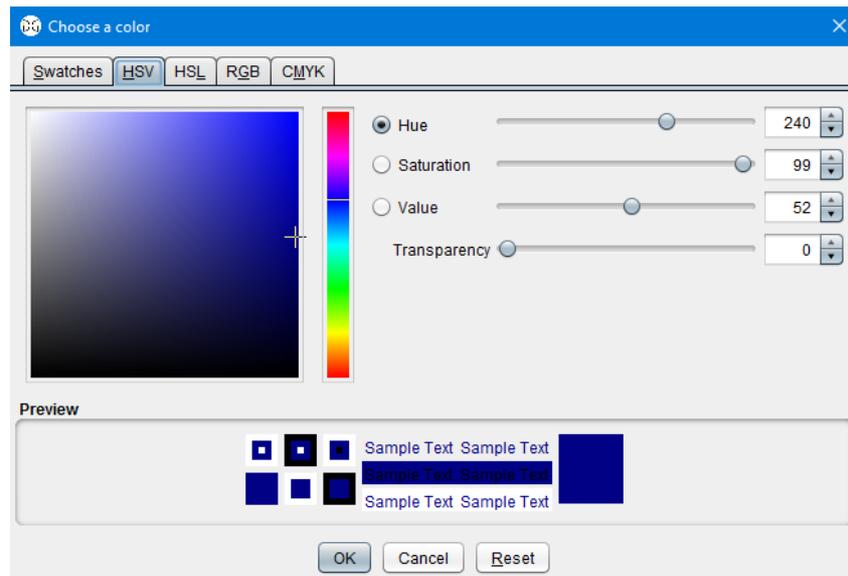 Choose a color
Swatches HSV HSL RGB CMYK
Hue 240
Saturation 99
Value 52
Transparency 0
Preview
Sample Text Sample Text
Sample Text Sample Text
Sample Text Sample Text
OK Cancel Reset